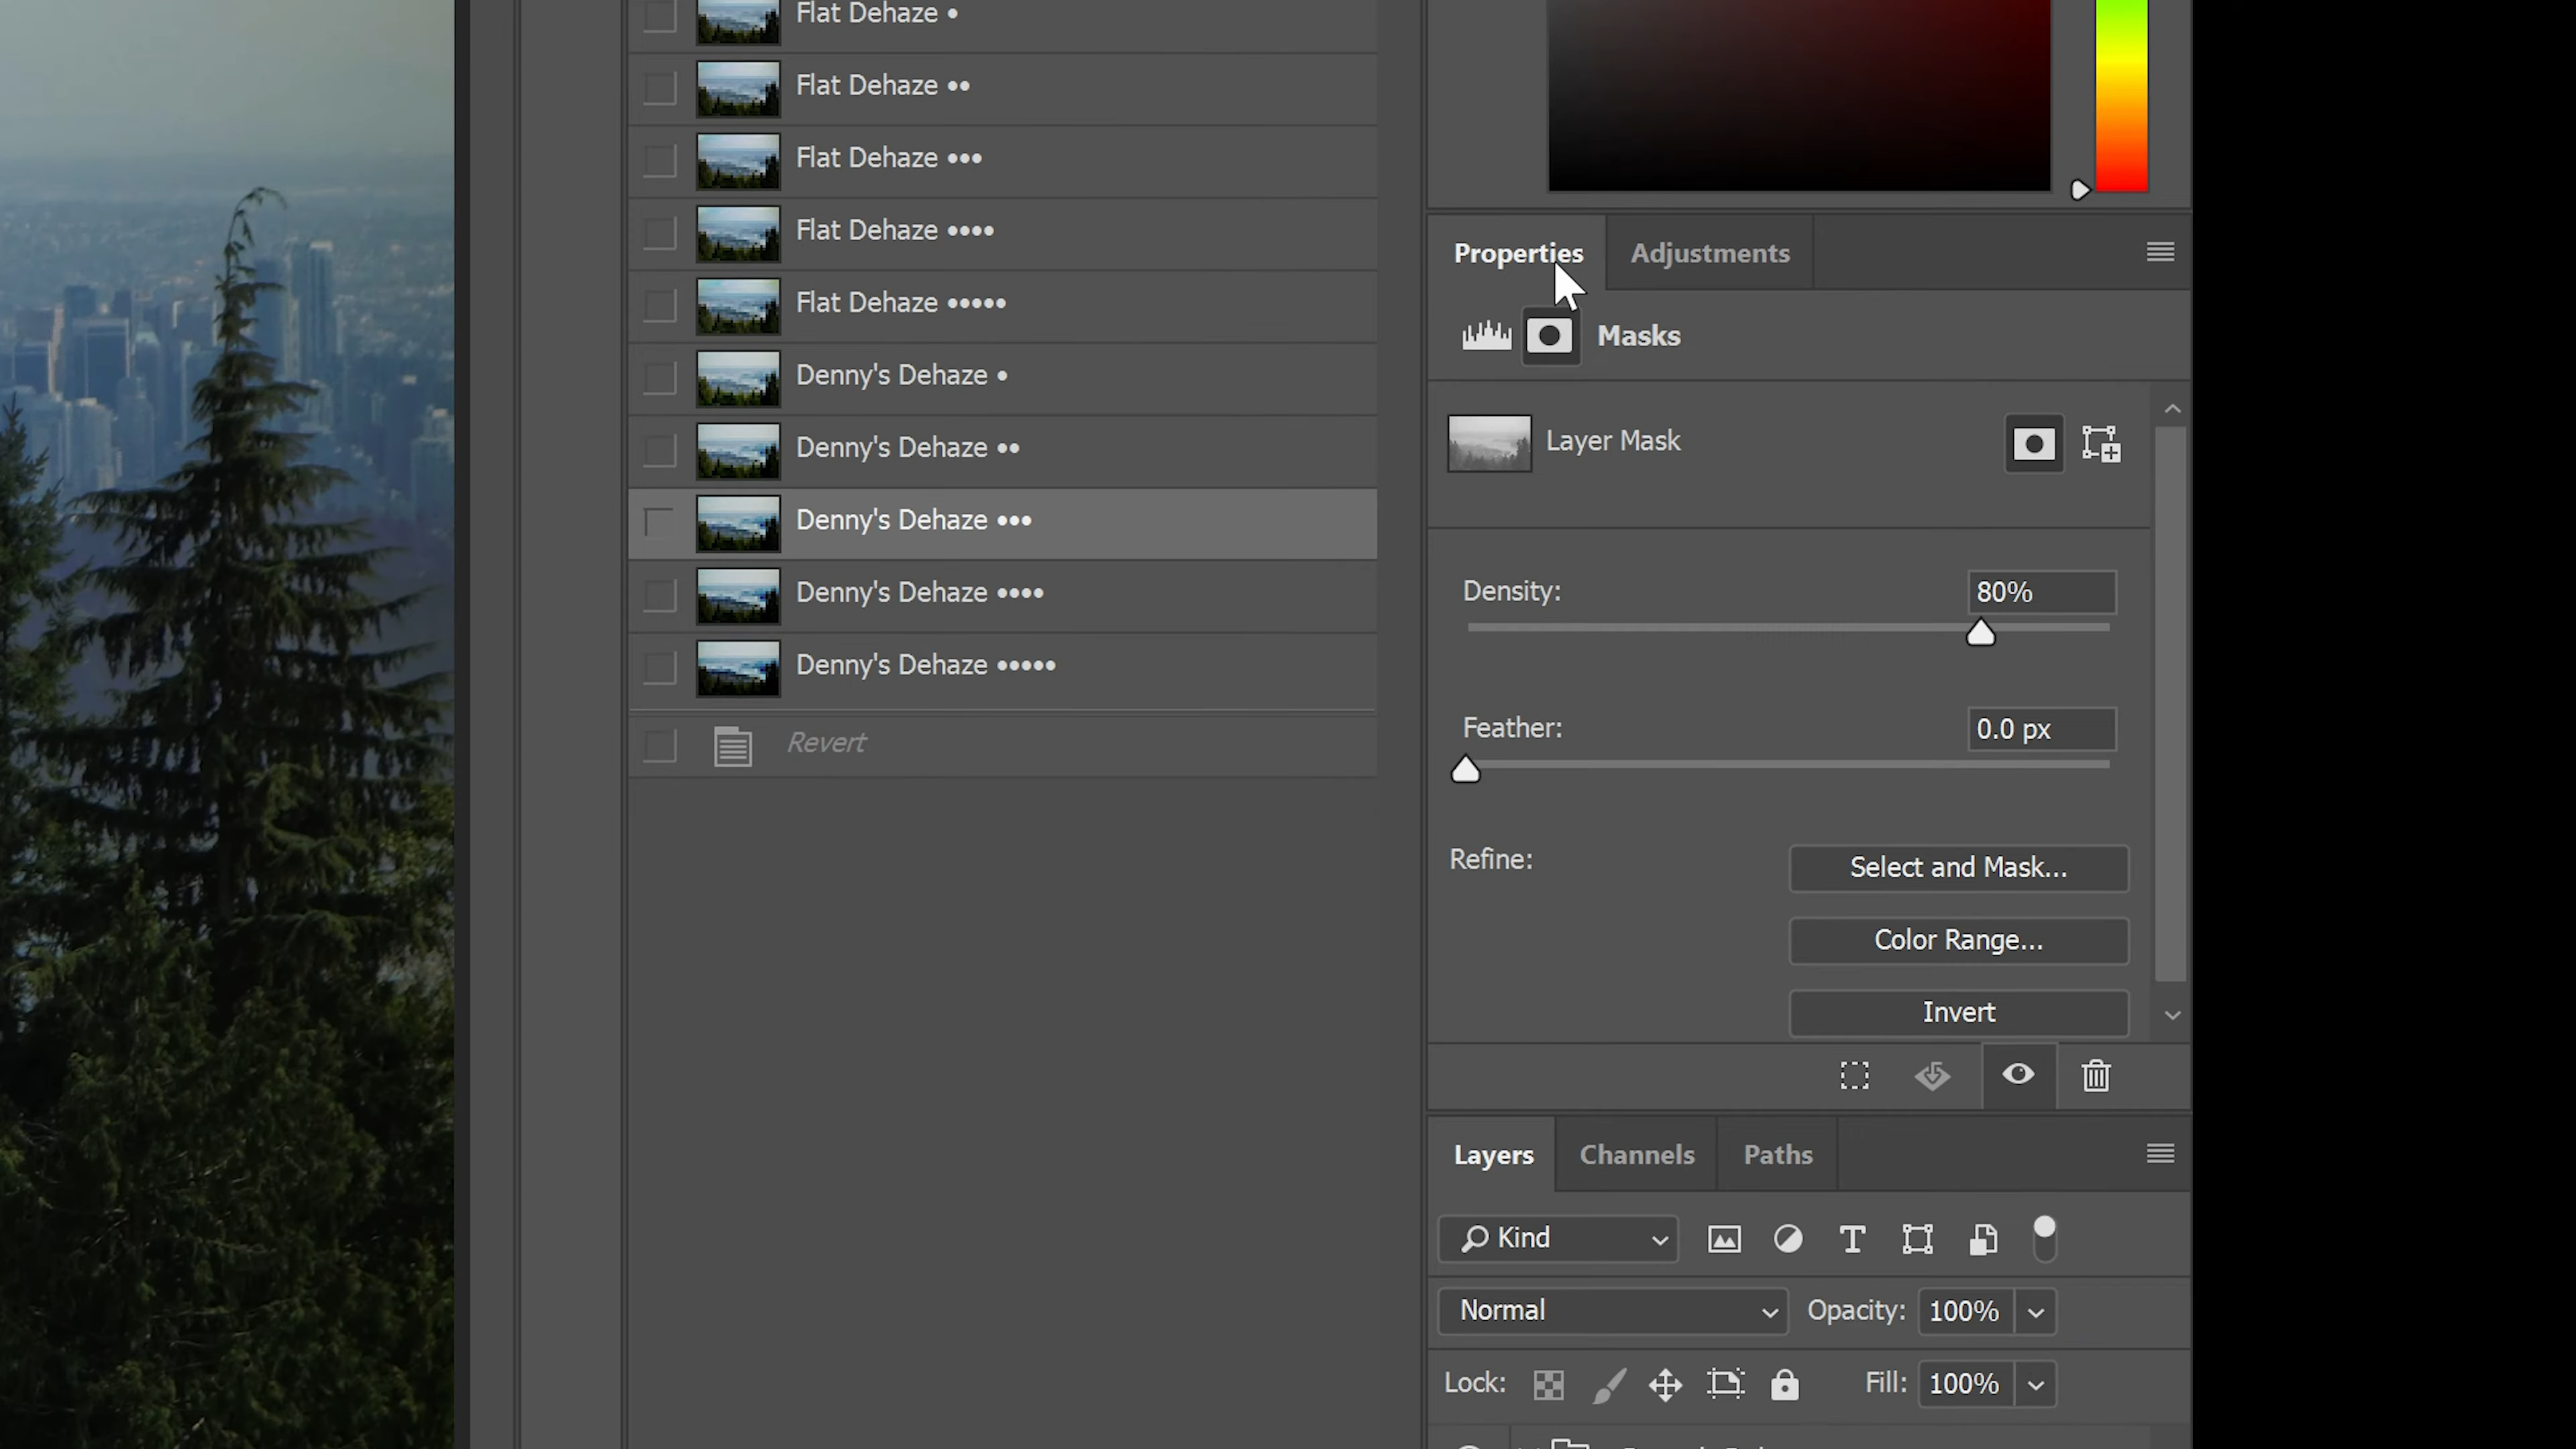 Flat Dehaze •
Flat Dehaze ••
Flat Dehaze •••
Flat Dehaze ••••
Flat Dehaze •••••
Denny's Dehaze •
Denny's Dehaze ••
Denny's Dehaze •••
Denny's Dehaze ••••
Denny's Dehaze •••••
Revert
Properties
Adjustments
Masks
Layer Mask
Density:
80%
Feather:
0.0 px
Refine:
Select and Mask...
Color Range...
Invert
Layers
Channels
Paths
Kind
Normal
Opacity: 100%
Lock:
Fill: 100%